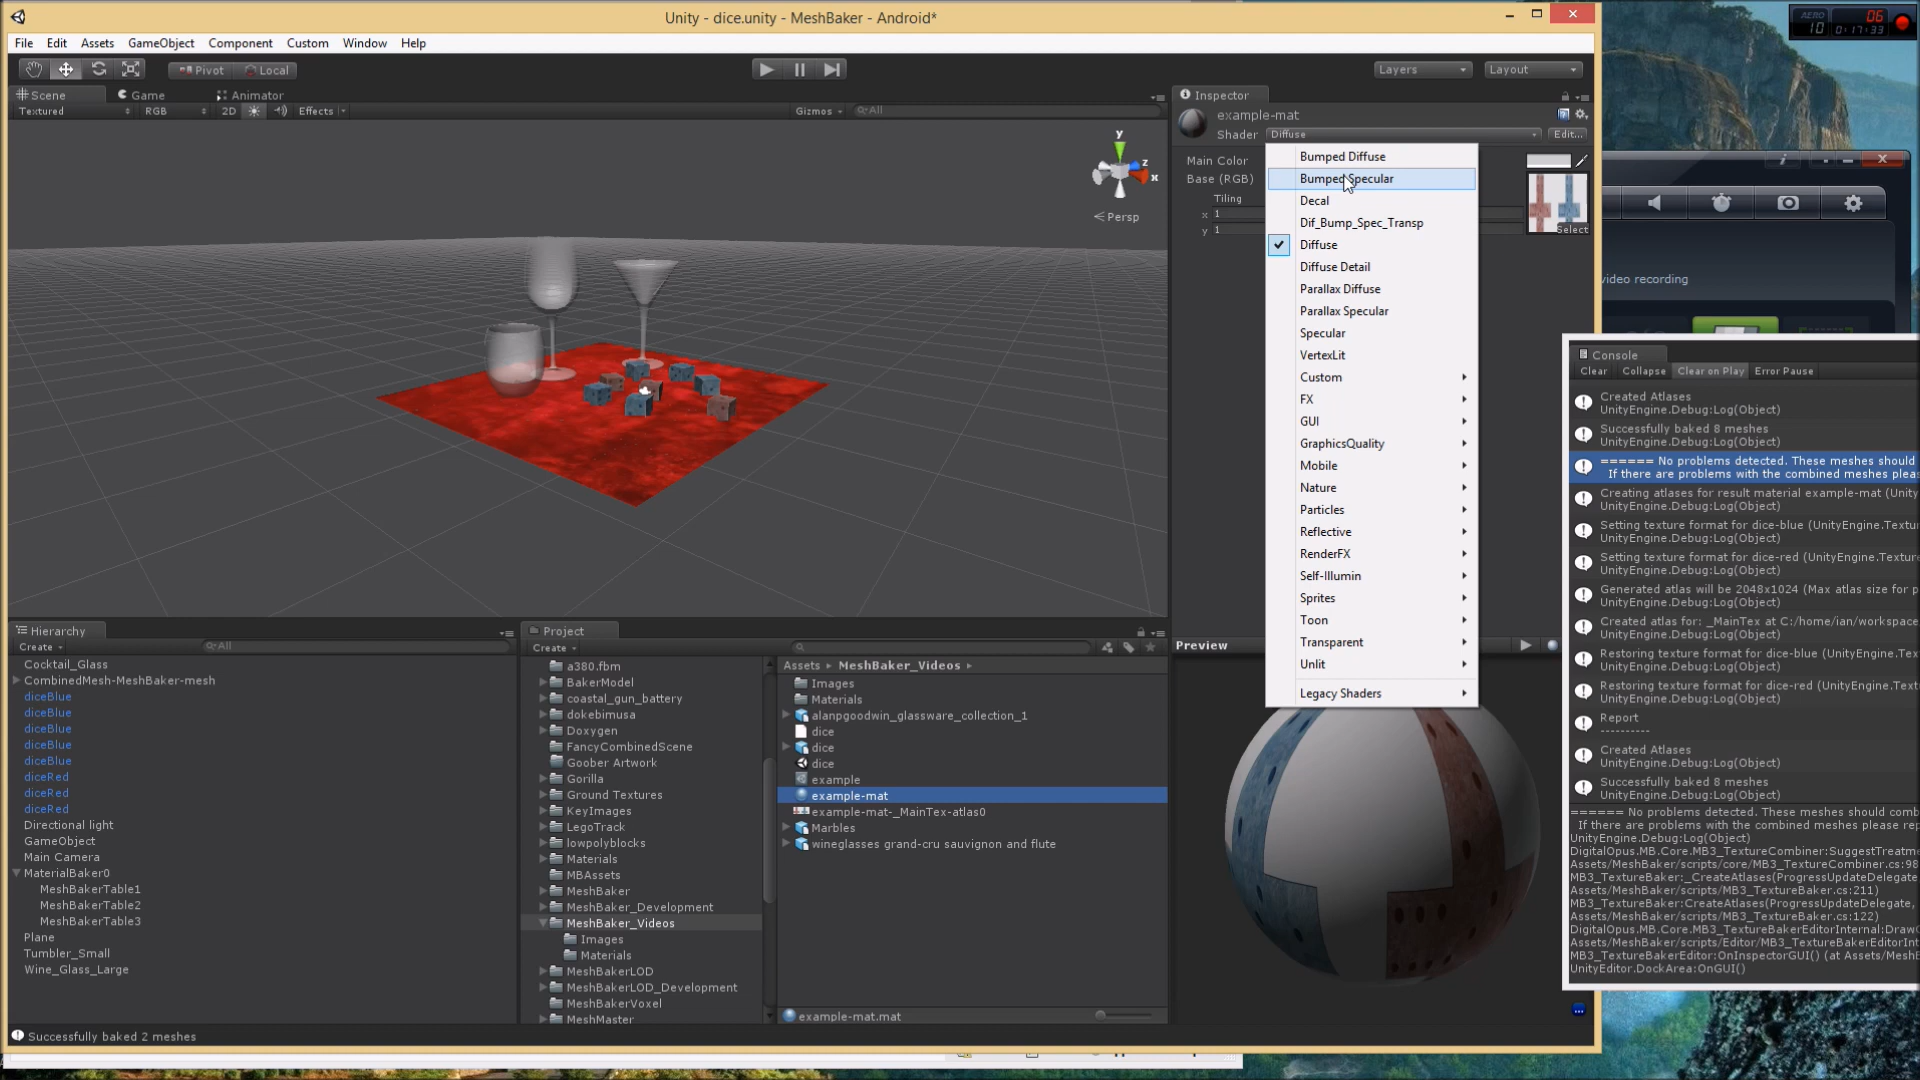 Unity - dice.unity - MeshBaker - Android*
File Edit Assets GameObject Component Custom Window Help
Pivot Local
Layers Layout
Scene Game Animator
Textured RGB 2D Effects Gizmos All
Inspector
example-mat
Shader Diffuse Edit...
Main Color
Base (RGB)
Tiling
x 1
y 1
Select
Bumped Diffuse
Bumped Specular
Decal
Dif_Bump_Spec_Transp
Diffuse
Diffuse Detail
Parallax Diffuse
Parallax Specular
Specular
VertexLit
Custom
FX
GUI
GraphicsQuality
Mobile
Nature
Particles
Reflective
RenderFX
Self-Illumin
Sprites
Toon
Transparent
Unlit
Legacy Shaders
y
z
x
Persp
Preview
Hierarchy
Create All
Cocktail_Glass
CombinedMesh-MeshBaker-mesh
diceBlue
diceBlue
diceBlue
diceBlue
diceBlue
diceRed
diceRed
diceRed
Directional light
GameObject
Main Camera
MaterialBaker0
MeshBakerTable1
MeshBakerTable2
MeshBakerTable3
Plane
Tumbler_Small
Wine_Glass_Large
Successfully baked 2 meshes
Project
Create
a380.fbm
BakerModel
coastal_gun_battery
dokebimusa
Doxygen
FancyCombinedScene
Goober Artwork
Gorilla
Ground Textures
KeyImages
LegoTrack
lowpolyblocks
Materials
MBAssets
MeshBaker
MeshBaker_Development
MeshBaker_Videos
Images
Materials
MeshBakerLOD
MeshBakerLOD_Development
MeshBakerVoxel
MeshMaster
Assets MeshBaker_Videos
Images
Materials
alanpgoodwin_glassware_collection_1
dice
dice
dice
example
example-mat
example-mat-_MainTex-atlas0
Marbles
wineglasses grand-cru sauvignon and flute
example-mat.mat
AERO 06
10 0:17:33
video recording
Console
Clear Collapse Clear on Play Error Pause
Created Atlases
UnityEngine.Debug:Log(Object)
Successfully baked 8 meshes
UnityEngine.Debug:Log(Object)
====== No problems detected. These meshes should
If there are problems with the combined meshes pleas
Creating atlases for result material example-mat (Unity
UnityEngine.Debug:Log(Object)
Setting texture format for dice-blue (UnityEngine.Textu
UnityEngine.Debug:Log(Object)
Setting texture format for dice-red (UnityEngine.Texture
UnityEngine.Debug:Log(Object)
Generated atlas will be 2048x1024 (Max atlas size for p
UnityEngine.Debug:Log(Object)
Created atlas for: _MainTex at C:/home/ian/workspace
UnityEngine.Debug:Log(Object)
Restoring texture format for dice-blue (UnityEngine.Tex
UnityEngine.Debug:Log(Object)
Restoring texture format for dice-red (UnityEngine.Text
UnityEngine.Debug:Log(Object)
Report
----------
Created Atlases
UnityEngine.Debug:Log(Object)
Successfully baked 8 meshes
UnityEngine.Debug:Log(Object)
====== No problems detected. These meshes should comb
If there are problems with the combined meshes please rep
UnityEngine.Debug:Log(Object)
DigitalOpus.MB.Core.MB3_TextureCombiner:SuggestTreatme
Assets/MeshBaker/scripts/core/MB3_TextureCombiner.cs:98
MB3_TextureBaker:_CreateAtlases(ProgressUpdateDelegate
Assets/MeshBaker/scripts/MB3_TextureBaker.cs:211)
MB3_TextureBaker:CreateAtlases(ProgressUpdateDelegate,
Assets/MeshBaker/scripts/MB3_TextureBaker.cs:122)
DigitalOpus.MB.Core.MB3_TextureBakerEditorInternal:DrawG
Assets/MeshBaker/scripts/Editor/MB3_TextureBakerEditorInt
MB3_TextureBakerEditor:OnInspectorGUI() (at Assets/MeshB
UnityEditor.DockArea:OnGUI()